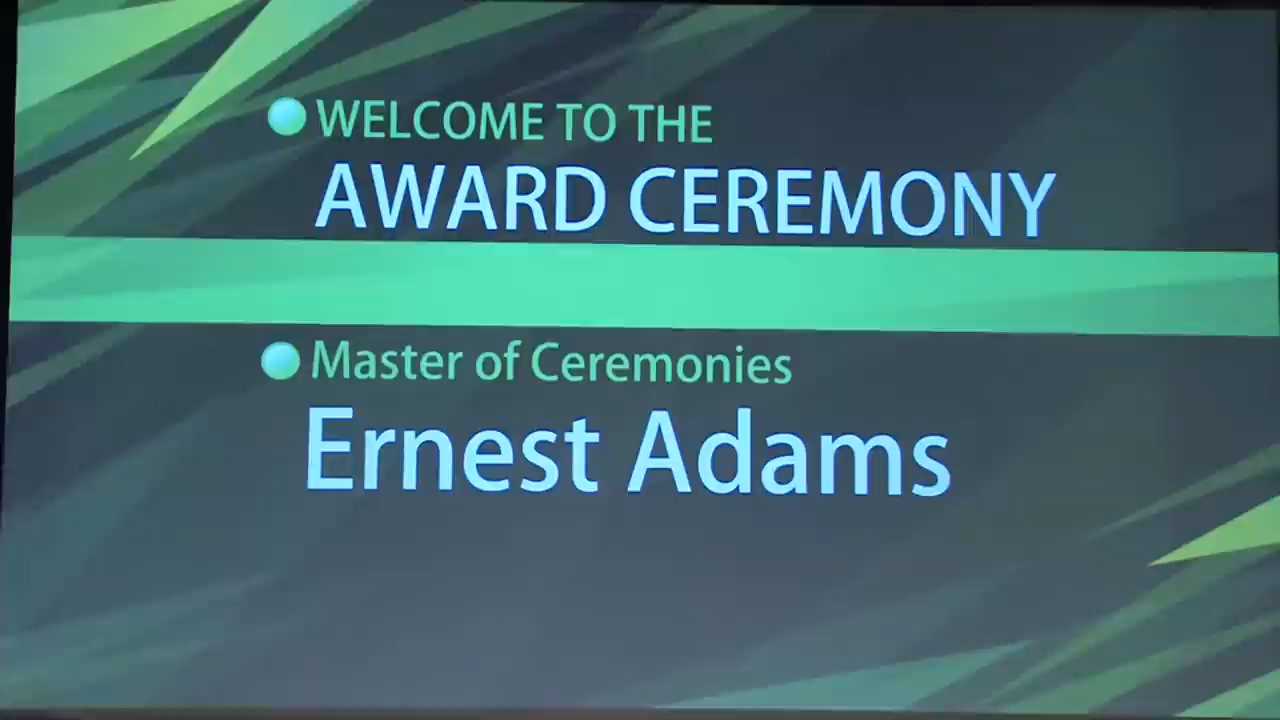 WELCOME TO THE
AWARD CEREMONY
Master of Ceremonies
Ernest Adams